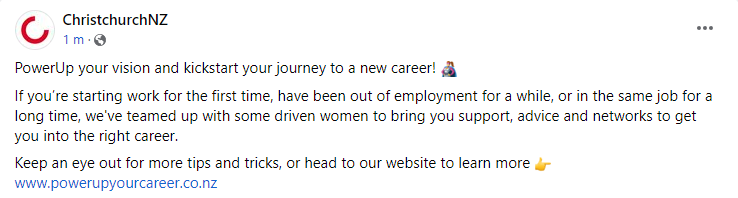 ChristchurchNZ
1 m ·
PowerUp your vision and kickstart your journey to a new career!
If you're starting work for the first time, have been out of employment for a while, or in the same job for a
long time, we've teamed up with some driven women to bring you support, advice and networks to get
you into the right career.
Keep an eye out for more tips and tricks, or head to our website to learn more 👉
www.powerupyourcareer.co.nz